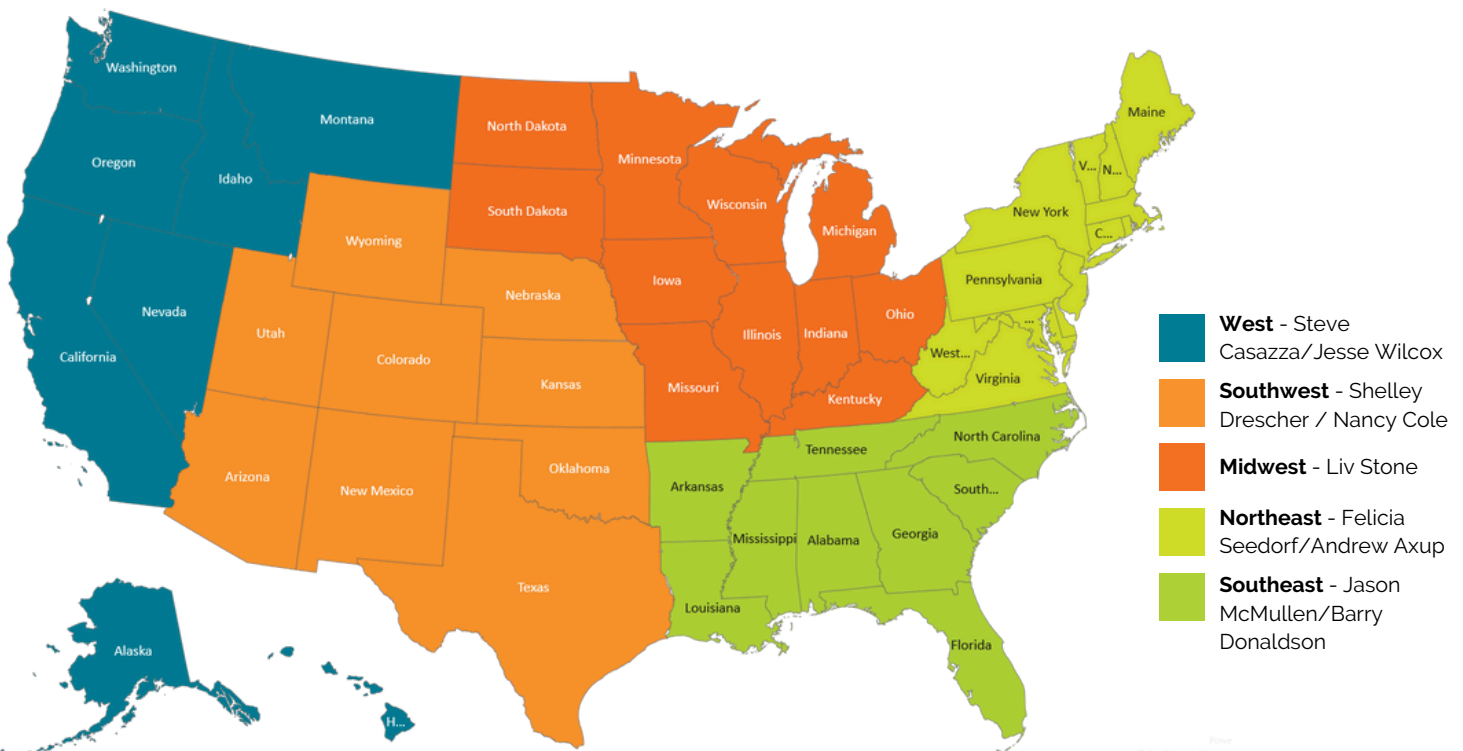 Washington
Montana
North Dakota
Minnesota
Maine
Oregon
Idaho
South Dakota
Wisconsin
Michigan
V...
N...
New York
C...
Wyoming
Nebraska
Iowa
Pennsylvania
Nevada
Utah
Colorado
Kansas
Illinois
Indiana
Ohio
...
West...
Virginia
California
Missouri
Kentucky
Arizona
New Mexico
Oklahoma
Arkansas
Tennessee
North Carolina
South...
Mississippi
Alabama
Georgia
Texas
Louisiana
Florida
Alaska
H...
West - Steve
Casazza/Jesse Wilcox
Southwest - Shelley
Drescher / Nancy Cole
Midwest - Liv Stone
Northeast - Felicia
Seedorf/Andrew Axup
Southeast - Jason
McMullen/Barry
Donaldson